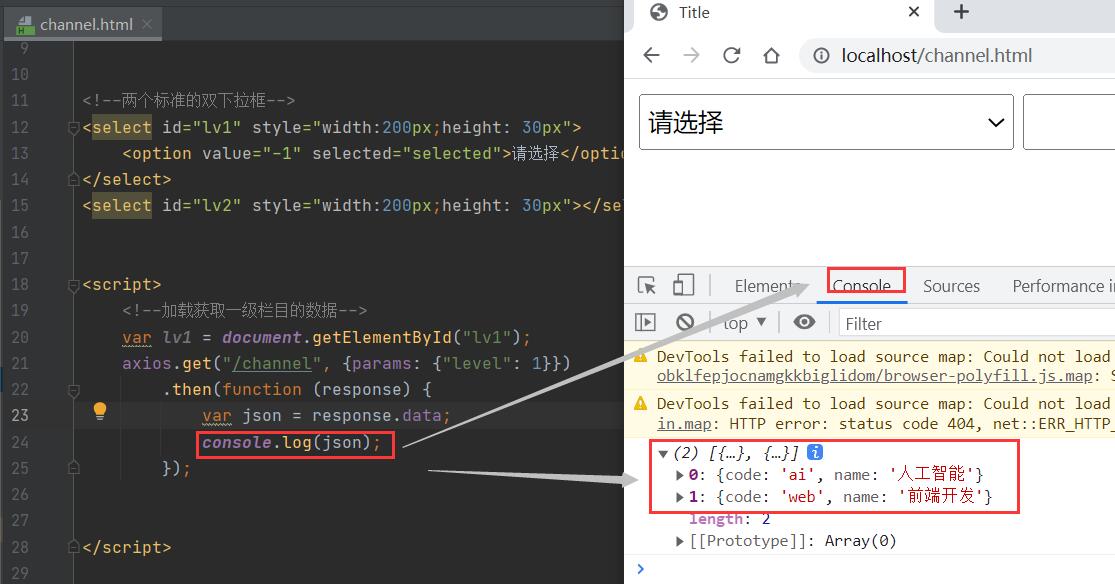 channel.html
9
10
11 <!--两个标准的双下拉框-->
12 <select id="lv1" style="width:200px;height: 30px">
13 <option value="-1" selected="selected">请选择</optio
14 </select>
15 <select id="lv2" style="width:200px;height: 30px"></se
16
17
18 <script>
19 <!--加载获取一级栏目的数据-->
20 var lv1 = document.getElementById("lv1");
21 axios.get("/channel", {params: {"level": 1}})
22 .then(function (response) {
23 var json = response.data;
24 console.log(json);
25 });
26
27
28 </script>
29
Title
localhost/channel.html
请选择
Elements Console Sources Performance in
top Filter
DevTools failed to load source map: Could not load
obklfepjocnamgkkbiglidom/browser-polyfill.js.map: S
DevTools failed to load source map: Could not load
in.map: HTTP error: status code 404, net::ERR_HTTP_
(2) [{…}, {…}]
0: {code: 'ai', name: '人工智能'}
1: {code: 'web', name: '前端开发'}
length: 2
[[Prototype]]: Array(0)